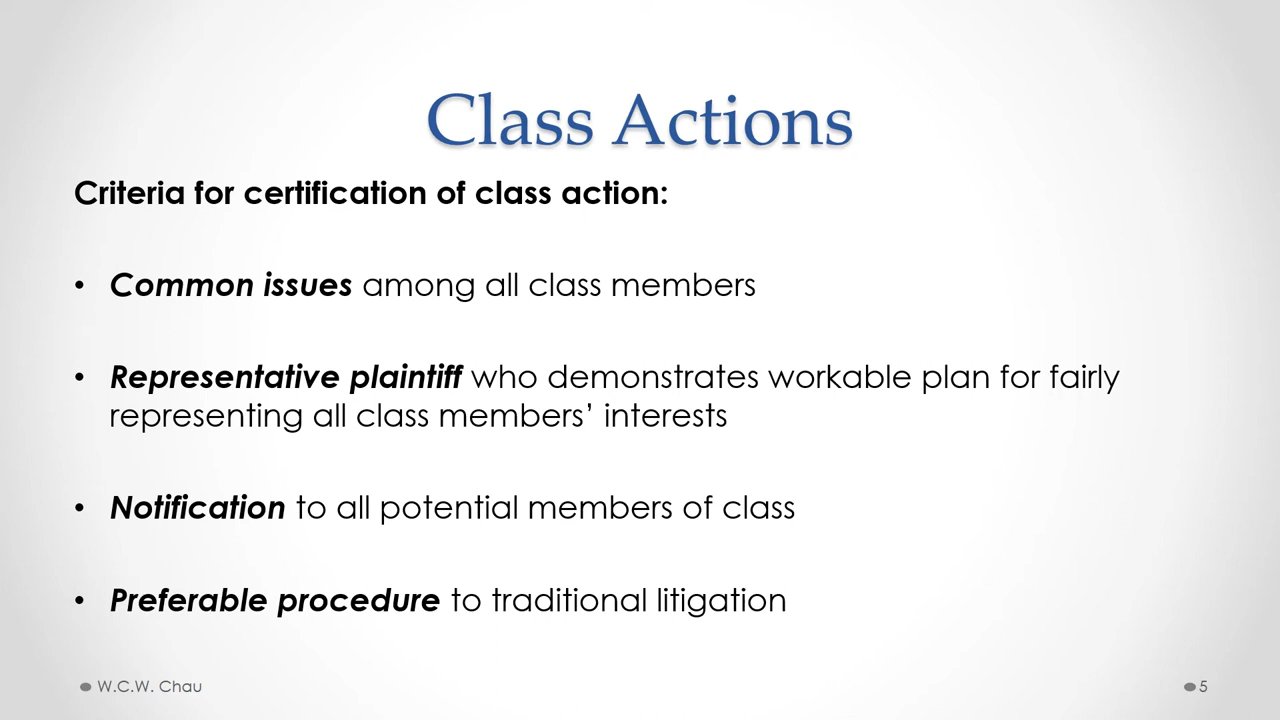 Class Actions
Criteria for certification of class action:
• Common issues among all class members
• Representative plaintiff who demonstrates workable plan for fairly
representing all class members’ interests
• Notification to all potential members of class
• Preferable procedure to traditional litigation
W.C.W. Chau
5